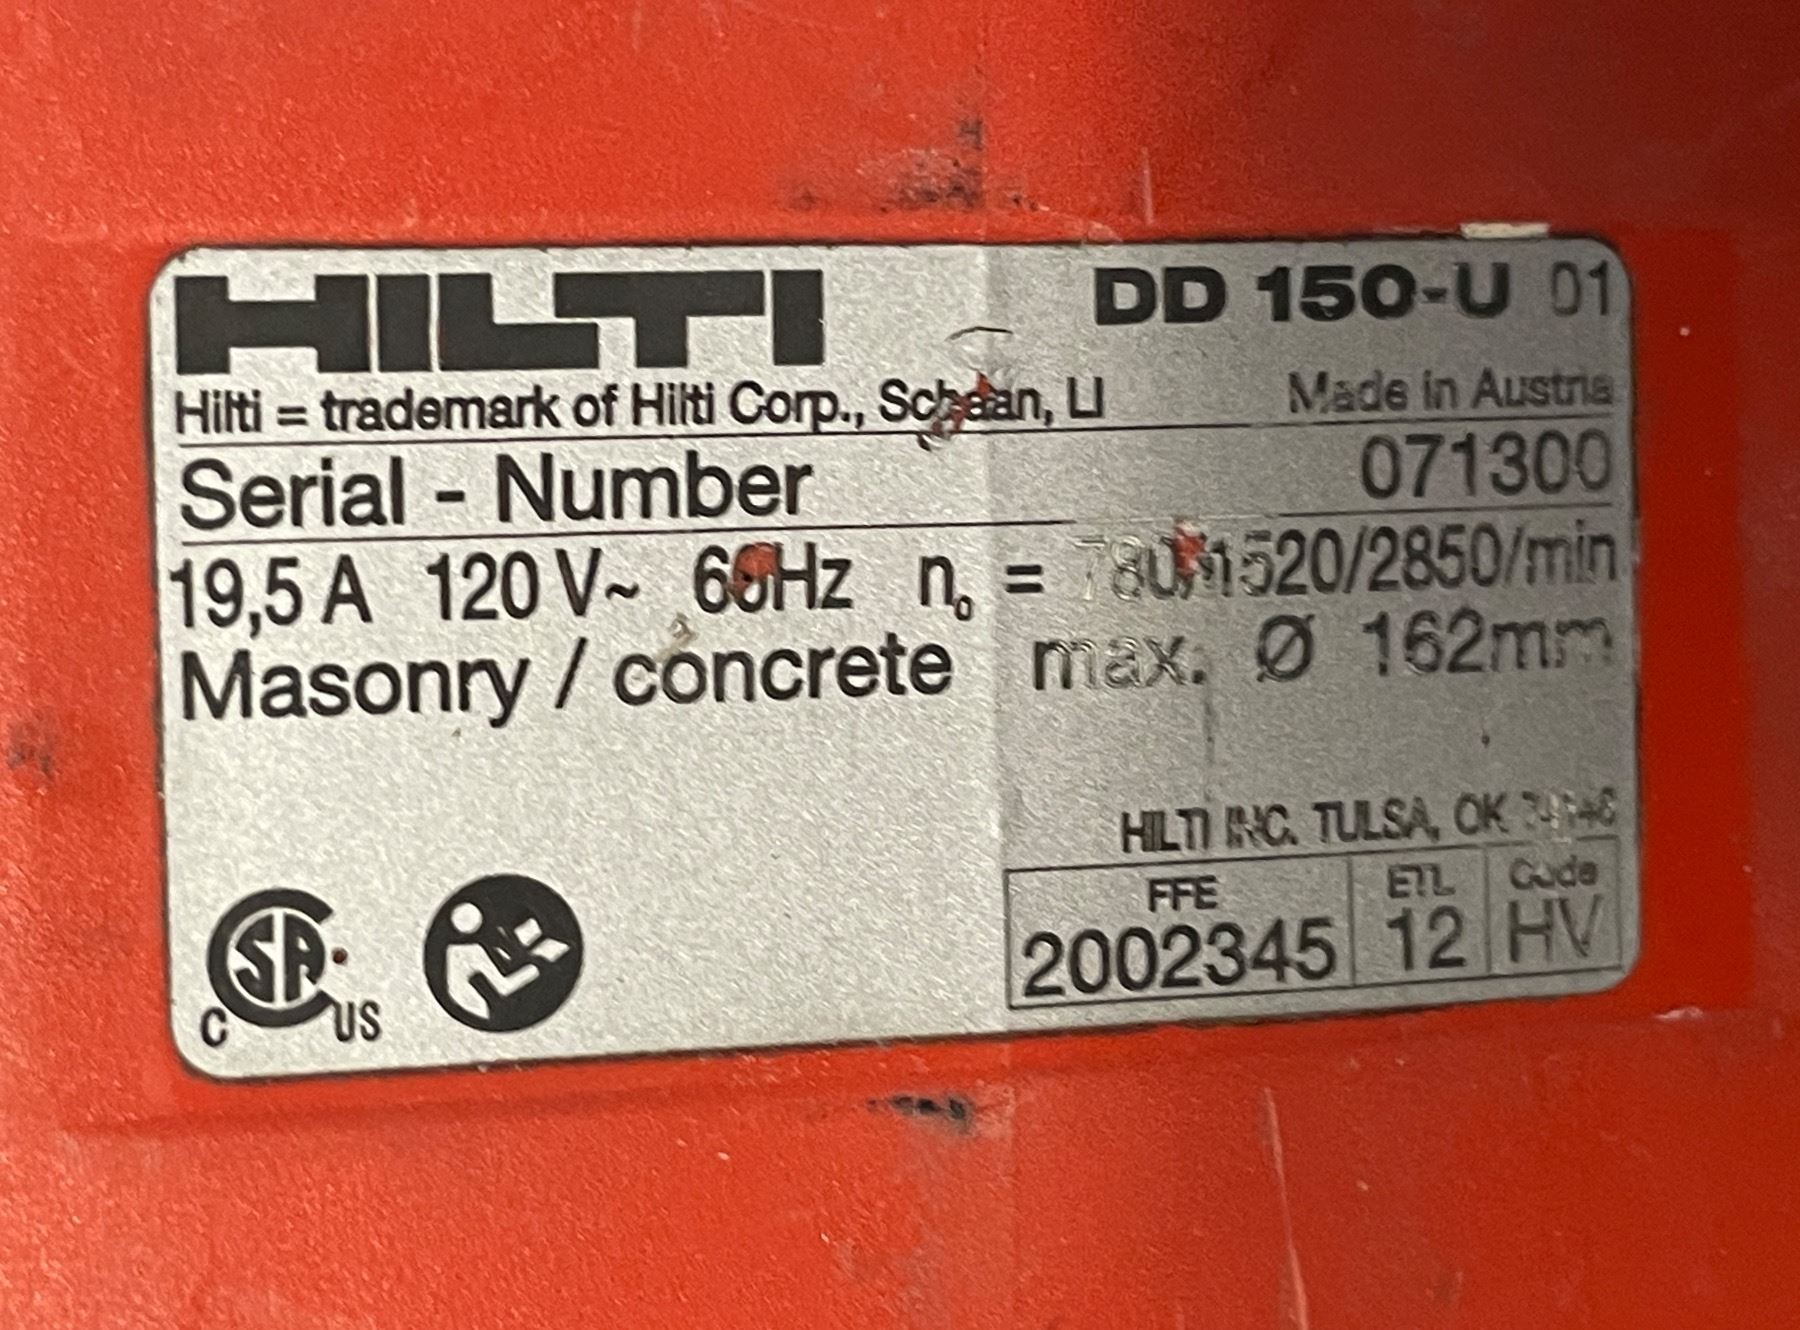 HILTI DD 150-U 01
Hilti = trademark of Hilti Corp., Schaan, LI Made in Austria
Serial - Number 071300
19,5 A 120 V~ 60Hz n₀ = 780/1520/2850/min
Masonry / concrete max. Ø 162mm
HILTI INC. TULSA, OK
FFE ETL Code
2002345 12 HV
C SA US